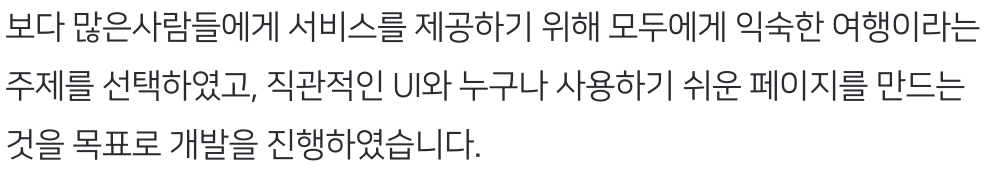 보다 많은사람들에게 서비스를 제공하기 위해 모두에게 익숙한 여행이라는
주제를 선택하였고, 직관적인 UI와 누구나 사용하기 쉬운 페이지를 만드는
것을 목표로 개발을 진행하였습니다.